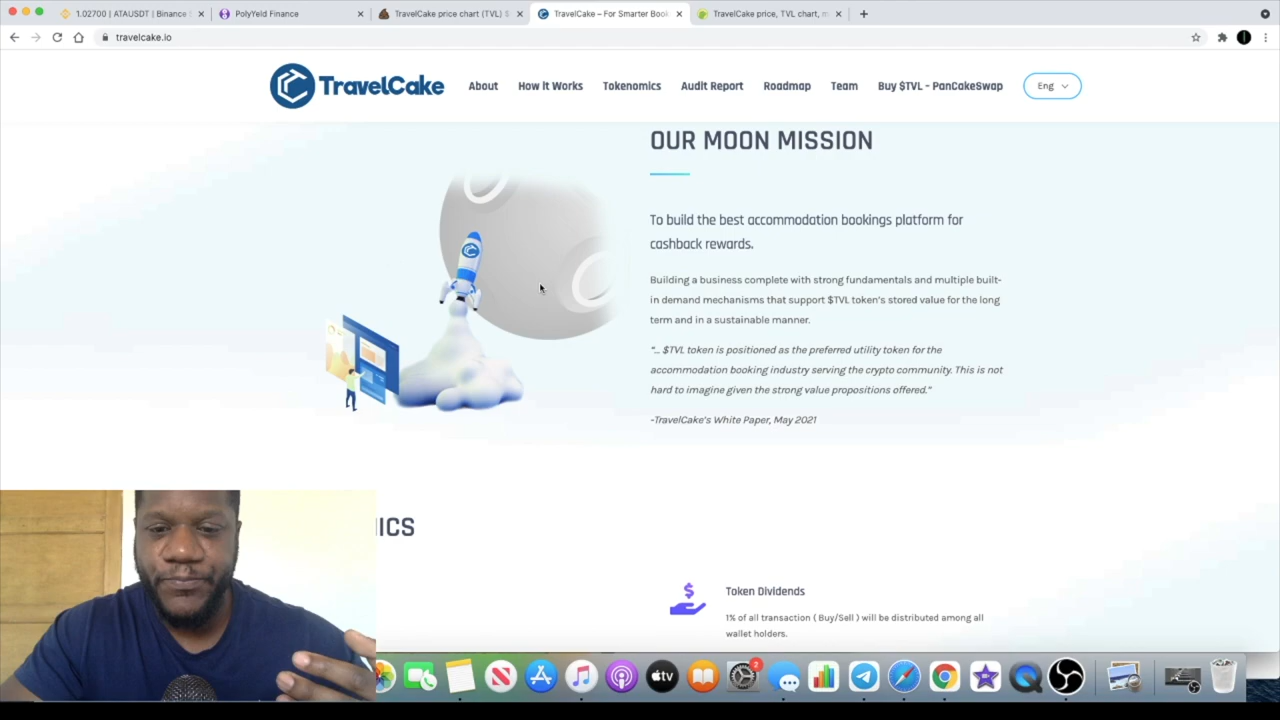 1.02700 | ATAUSDT | Binance
PolyYeld Finance
TravelCake price chart (TVL) $
TravelCake – For Smarter Book
TravelCake price, TVL chart, m
travelcake.io
TravelCake
About
How it Works
Tokenomics
Audit Report
Roadmap
Team
Buy $TVL – PanCakeSwap
Eng
OUR MOON MISSION
To build the best accommodation bookings platform for
cashback rewards.
Building a business complete with strong fundamentals and multiple built-
in demand mechanisms that support $TVL token's stored value for the long
term and in a sustainable manner.
"... $TVL token is positioned as the preferred utility token for the
accommodation booking industry serving the crypto community. This is not
hard to imagine given the strong value propositions offered."
-TravelCake's White Paper, May 2021
ICS
Token Dividends
1% of all transaction ( Buy/Sell ) will be distributed among all
wallet holders.
tv
2